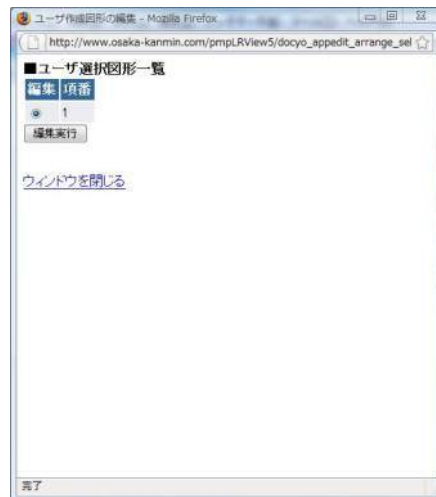 ユーザ作成図形の編集 - Mozilla Firefox
http://www.osaka-kanmin.com/pmpLRView5/docyo_appedit_arrange_sel
■ユーザ選択図形一覧
編集 項番
1
編集実行
ウィンドウを閉じる
完了